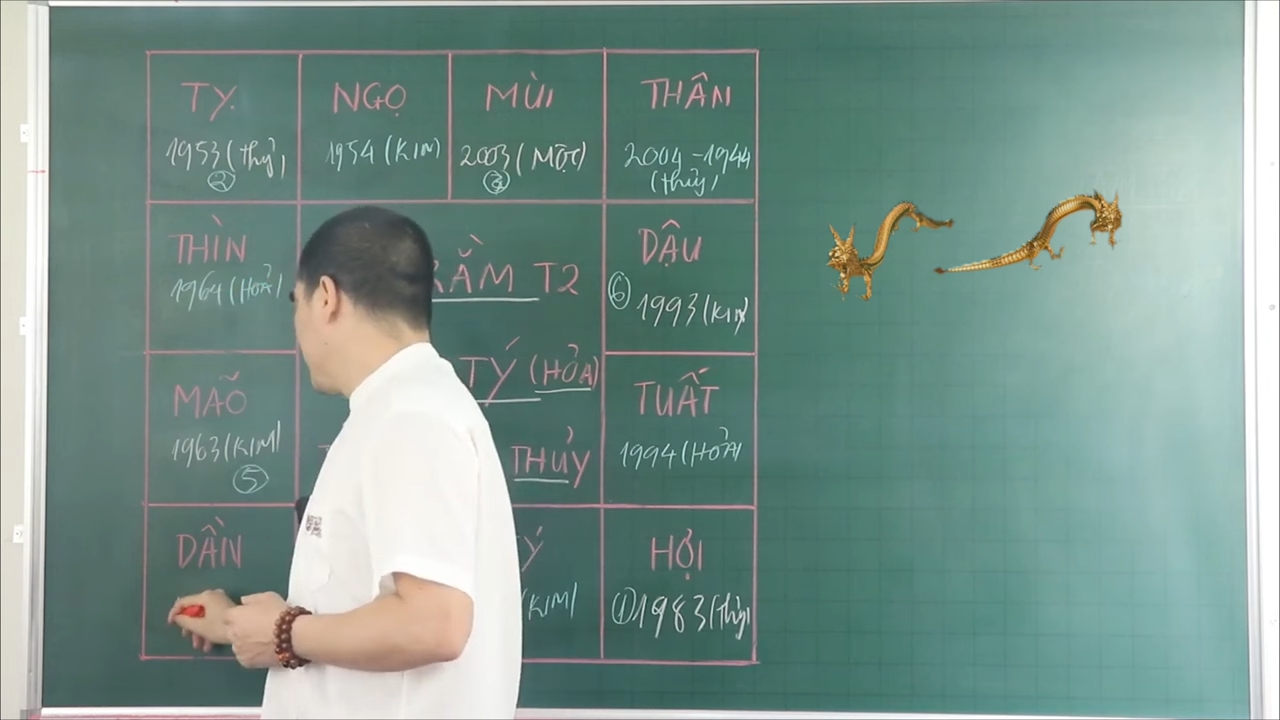 TỴ
1953 (Thủy)
②
NGỌ
1954 (KIM)
MÙI
2003 (MỘC)
THÂN
2004 - 1944
(Thủy)
THÌN
1964 (HỎA)
RẰM T2
DẬU
⑥ 1993 (KIM)
MÃO
1963 (KIM)
⑤
TÝ (HỎA)
TUẤT
1994 (HỎA)
THỦY
DẦN
HỢI
① 1983 (Thủy)
KIM)